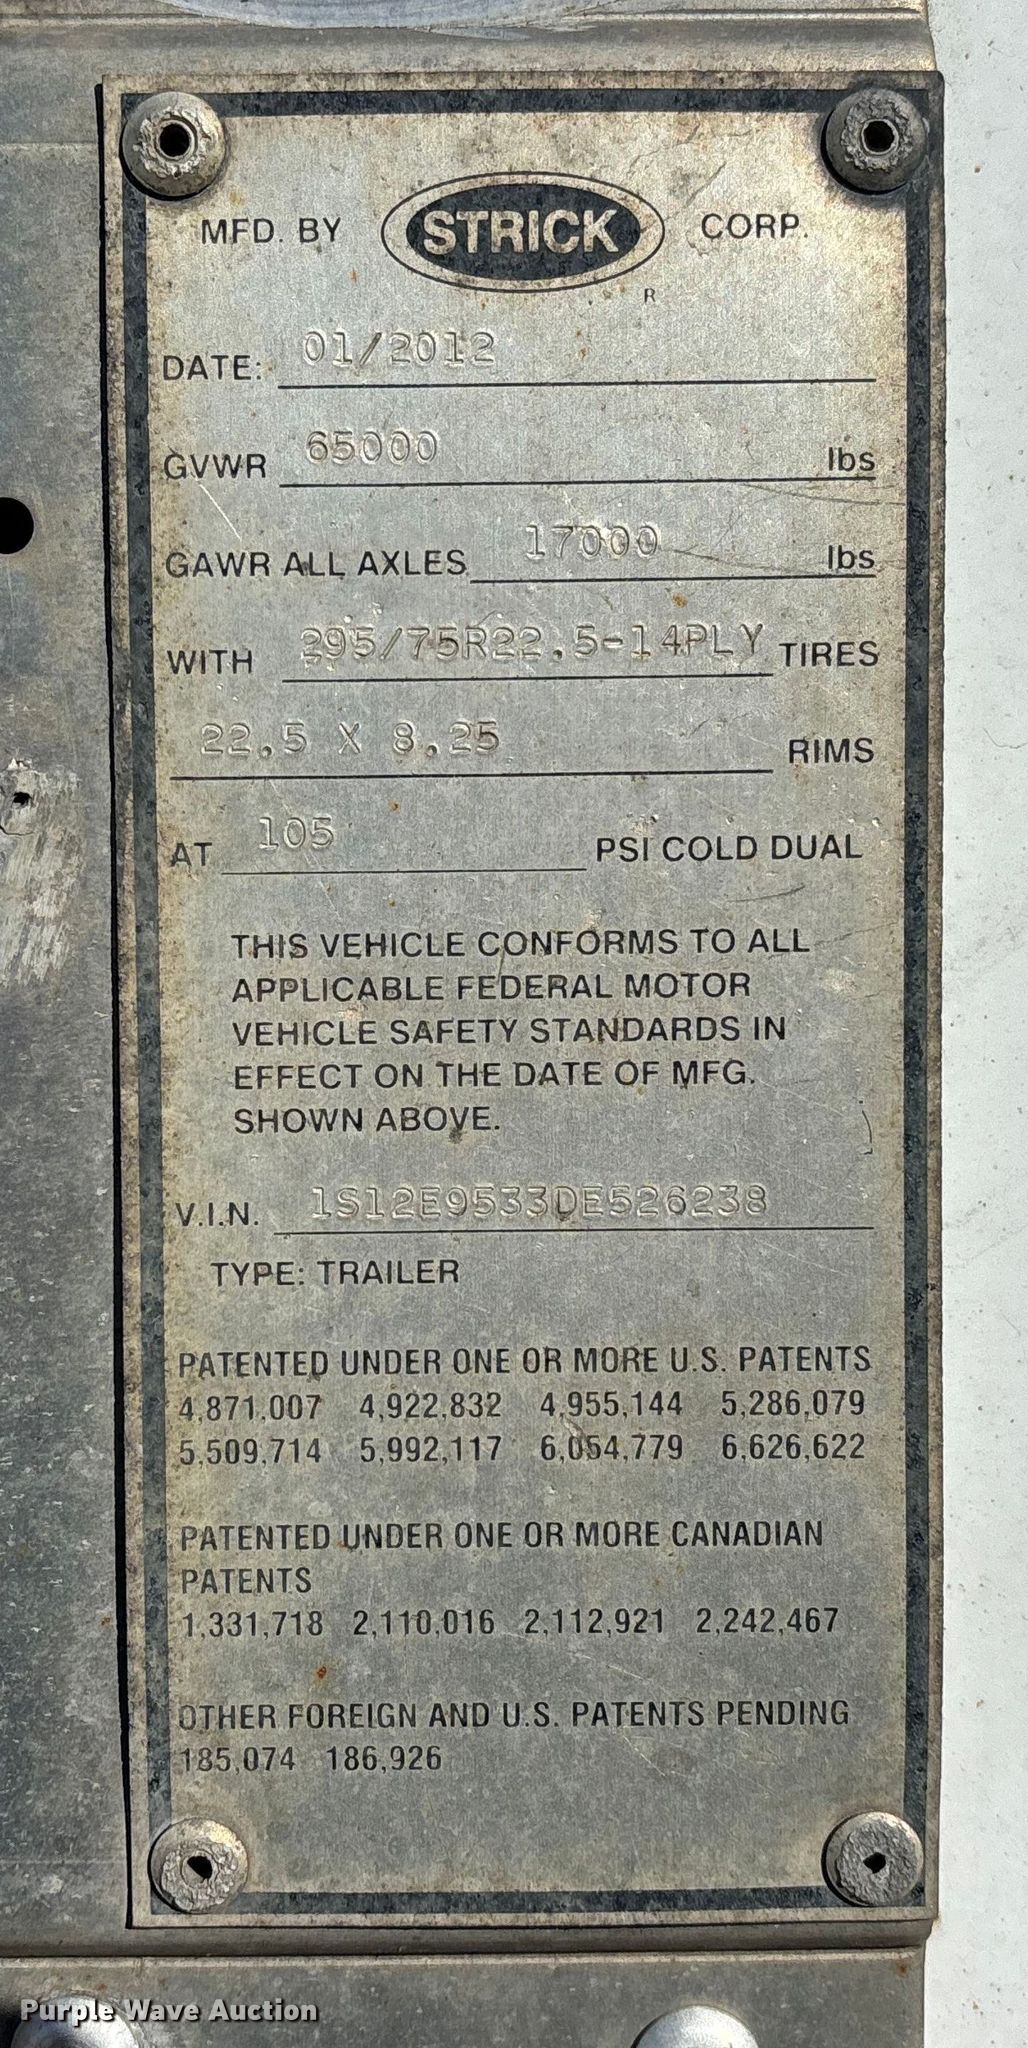 MFD. BY STRICK CORP.
R
DATE: 01/2012
GVWR 65000 lbs
GAWR ALL AXLES 17000 lbs
WITH 295/75R22.5-14PLY TIRES
22.5 X 8.25 RIMS
AT 105 PSI COLD DUAL
THIS VEHICLE CONFORMS TO ALL
APPLICABLE FEDERAL MOTOR
VEHICLE SAFETY STANDARDS IN
EFFECT ON THE DATE OF MFG.
SHOWN ABOVE.
V.I.N. 1S12E9533DE526238
TYPE: TRAILER
PATENTED UNDER ONE OR MORE U.S. PATENTS
4,871,007 4,922,832 4,955,144 5,286,079
5,509,714 5,992,117 6,054,779 6,626,622
PATENTED UNDER ONE OR MORE CANADIAN
PATENTS
1,331,718 2,110,016 2,112,921 2,242,467
OTHER FOREIGN AND U.S. PATENTS PENDING
185,074 186,926
Purple Wave Auction